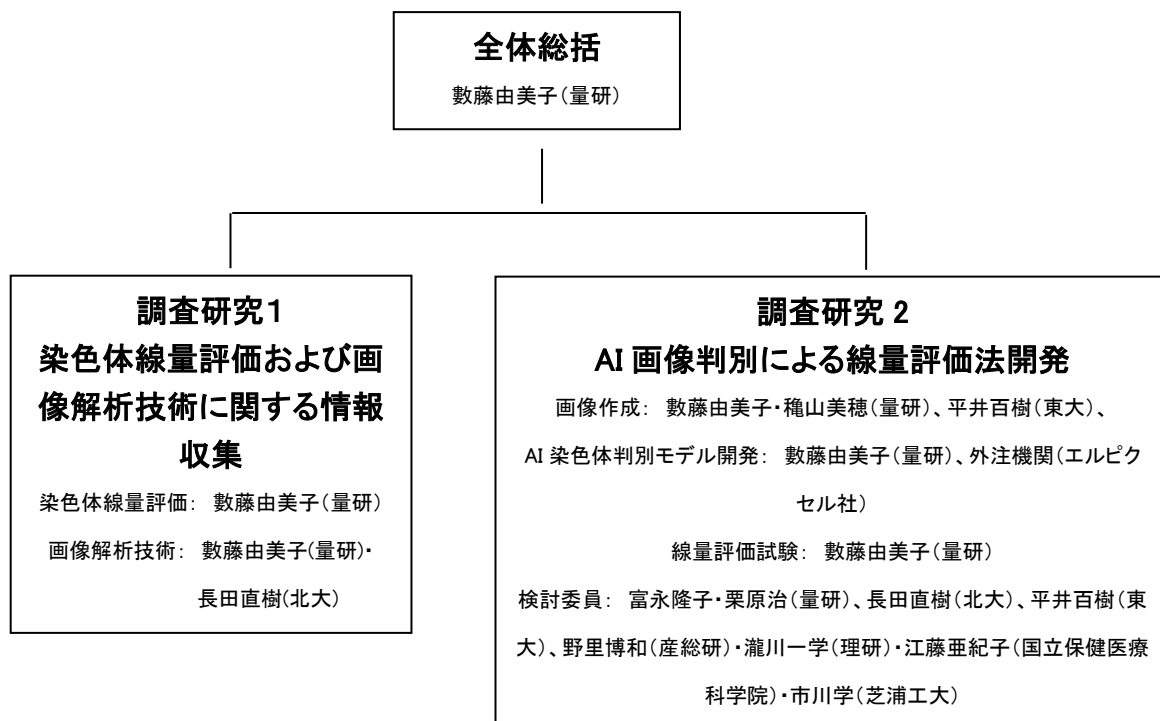 全体総括
數藤由美子(量研)
調査研究1
染色体線量評価および画
像解析技術に関する情報
収集
染色体線量評価: 數藤由美子(量研)
画像解析技術: 數藤由美子(量研)・
長田直樹(北大)
調査研究 2
AI 画像判別による線量評価法開発
画像作成: 數藤由美子・穐山美穂(量研)、平井百樹(東大)、
AI 染色体判別モデル開発: 數藤由美子(量研)、外注機関(エルピク
セル社)
線量評価試験: 數藤由美子(量研)
検討委員: 富永隆子・栗原治(量研)、長田直樹(北大)、平井百樹(東
大)、野里博和(産総研)・瀧川一学(理研)・江藤亜紀子(国立保健医療
科学院)・市川学(芝浦工大)